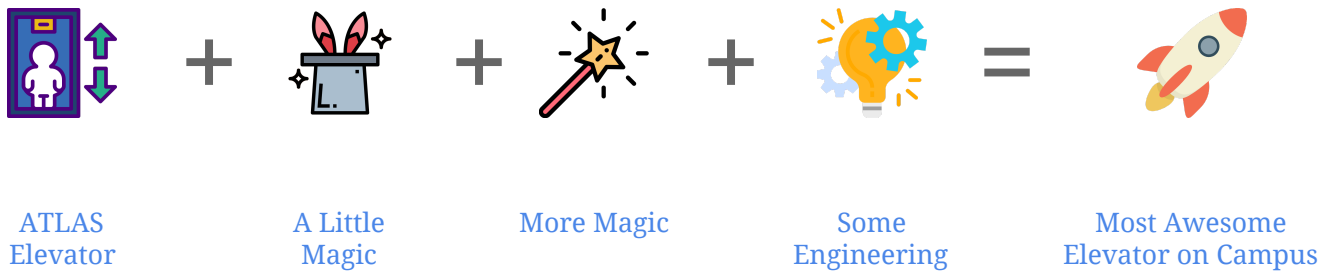 ATLAS
Elevator
A Little
Magic
More Magic
Some
Engineering
Most Awesome
Elevator on Campus